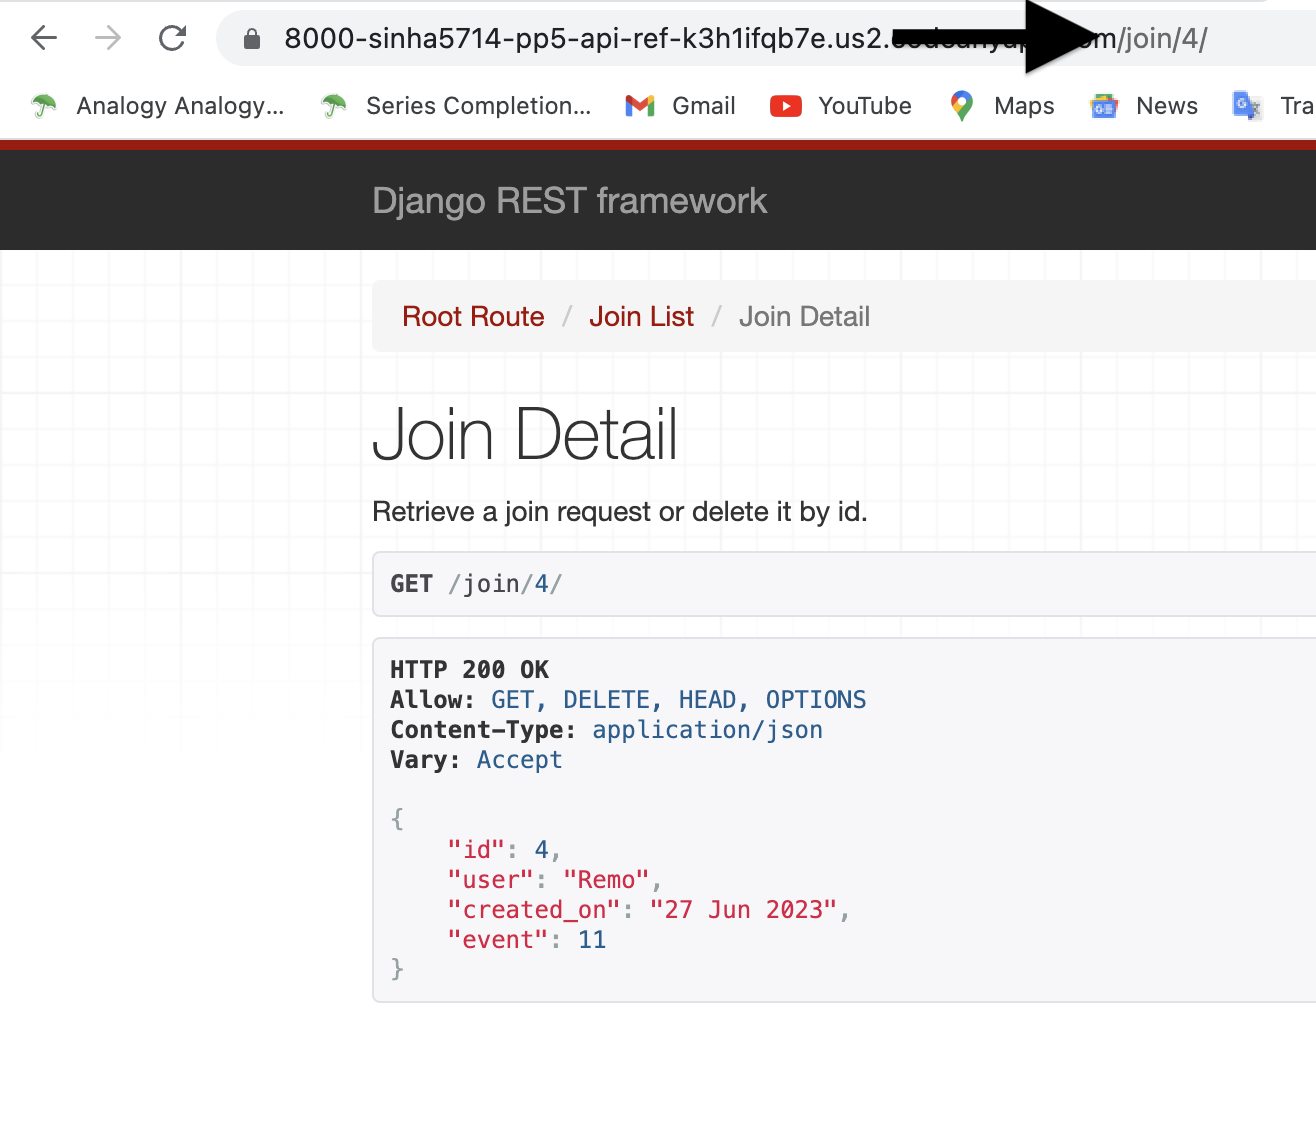 8000-sinha5714-pp5-api-ref-k3h1ifqb7e.us2. m/join/4/
Analogy Analogy... Series Completion... Gmail YouTube Maps News Tra
Django REST framework
Root Route / Join List / Join Detail
Join Detail
Retrieve a join request or delete it by id.
GET /join/4/
HTTP 200 OK
Allow: GET, DELETE, HEAD, OPTIONS
Content-Type: application/json
Vary: Accept
{
"id": 4,
"user": "Remo",
"created_on": "27 Jun 2023",
"event": 11
}